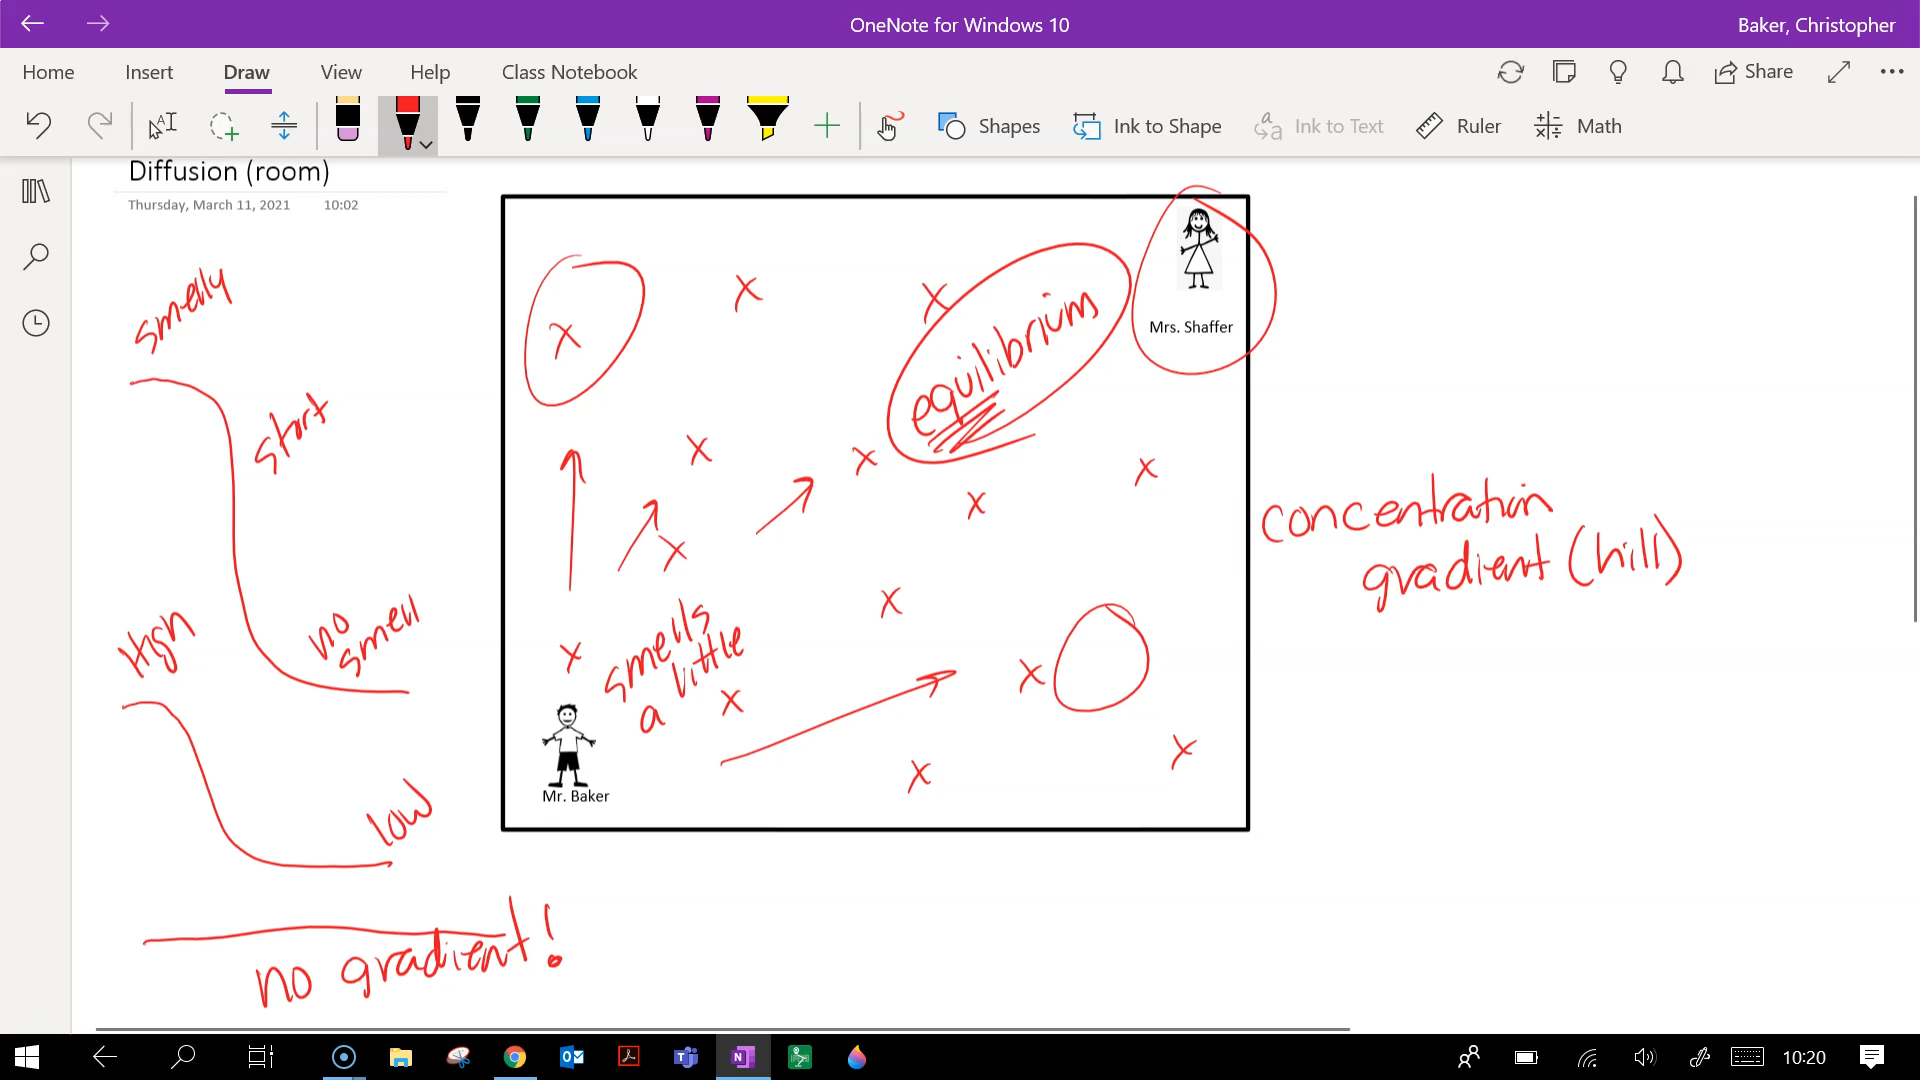 OneNote for Windows 10
Baker, Christopher
Home Insert Draw View Help Class Notebook
Share
Shapes
Ink to Shape
Ink to Text
Ruler
Math
Diffusion (room)
Thursday, March 11, 2021 10:02
smelly
start
no
smell
High
low
no gradient!
x
x
x
equilibrium
Mrs. Shaffer
x
x
x
x
x
x
x
smells
a little
x
x
x
x
Mr. Baker
x
concentration
gradient (hill)
10:20